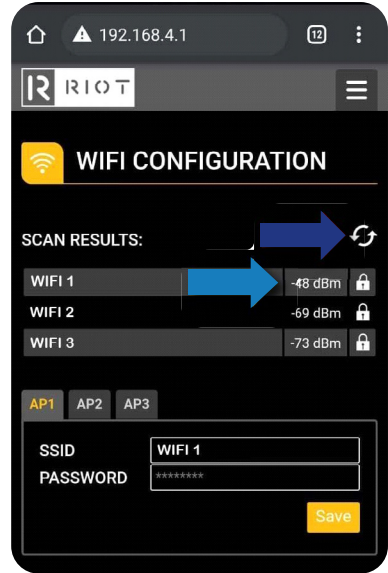 192.168.4.1 12
RIOT
WIFI CONFIGURATION
SCAN RESULTS:
WIFI 1 -48 dBm
WIFI 2 -69 dBm
WIFI 3 -73 dBm
AP1 AP2 AP3
SSID WIFI 1
PASSWORD ********
Save